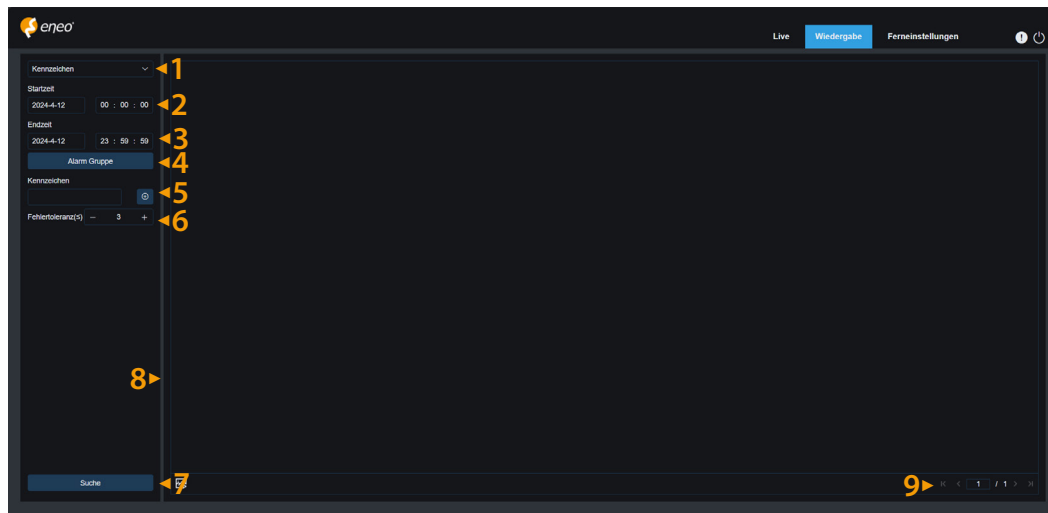 eneo
Live Wiedergabe Ferneinstellungen
Kennzeichen
1
Startzeit
2024-4-12 00 : 00 : 00
2
Endzeit
2024-4-12 23 : 59 : 59
3
Alarm Gruppe
4
Kennzeichen
5
Fehlertoleranz(s) − 3 +
6
8
Suche
7
9
1 / 1